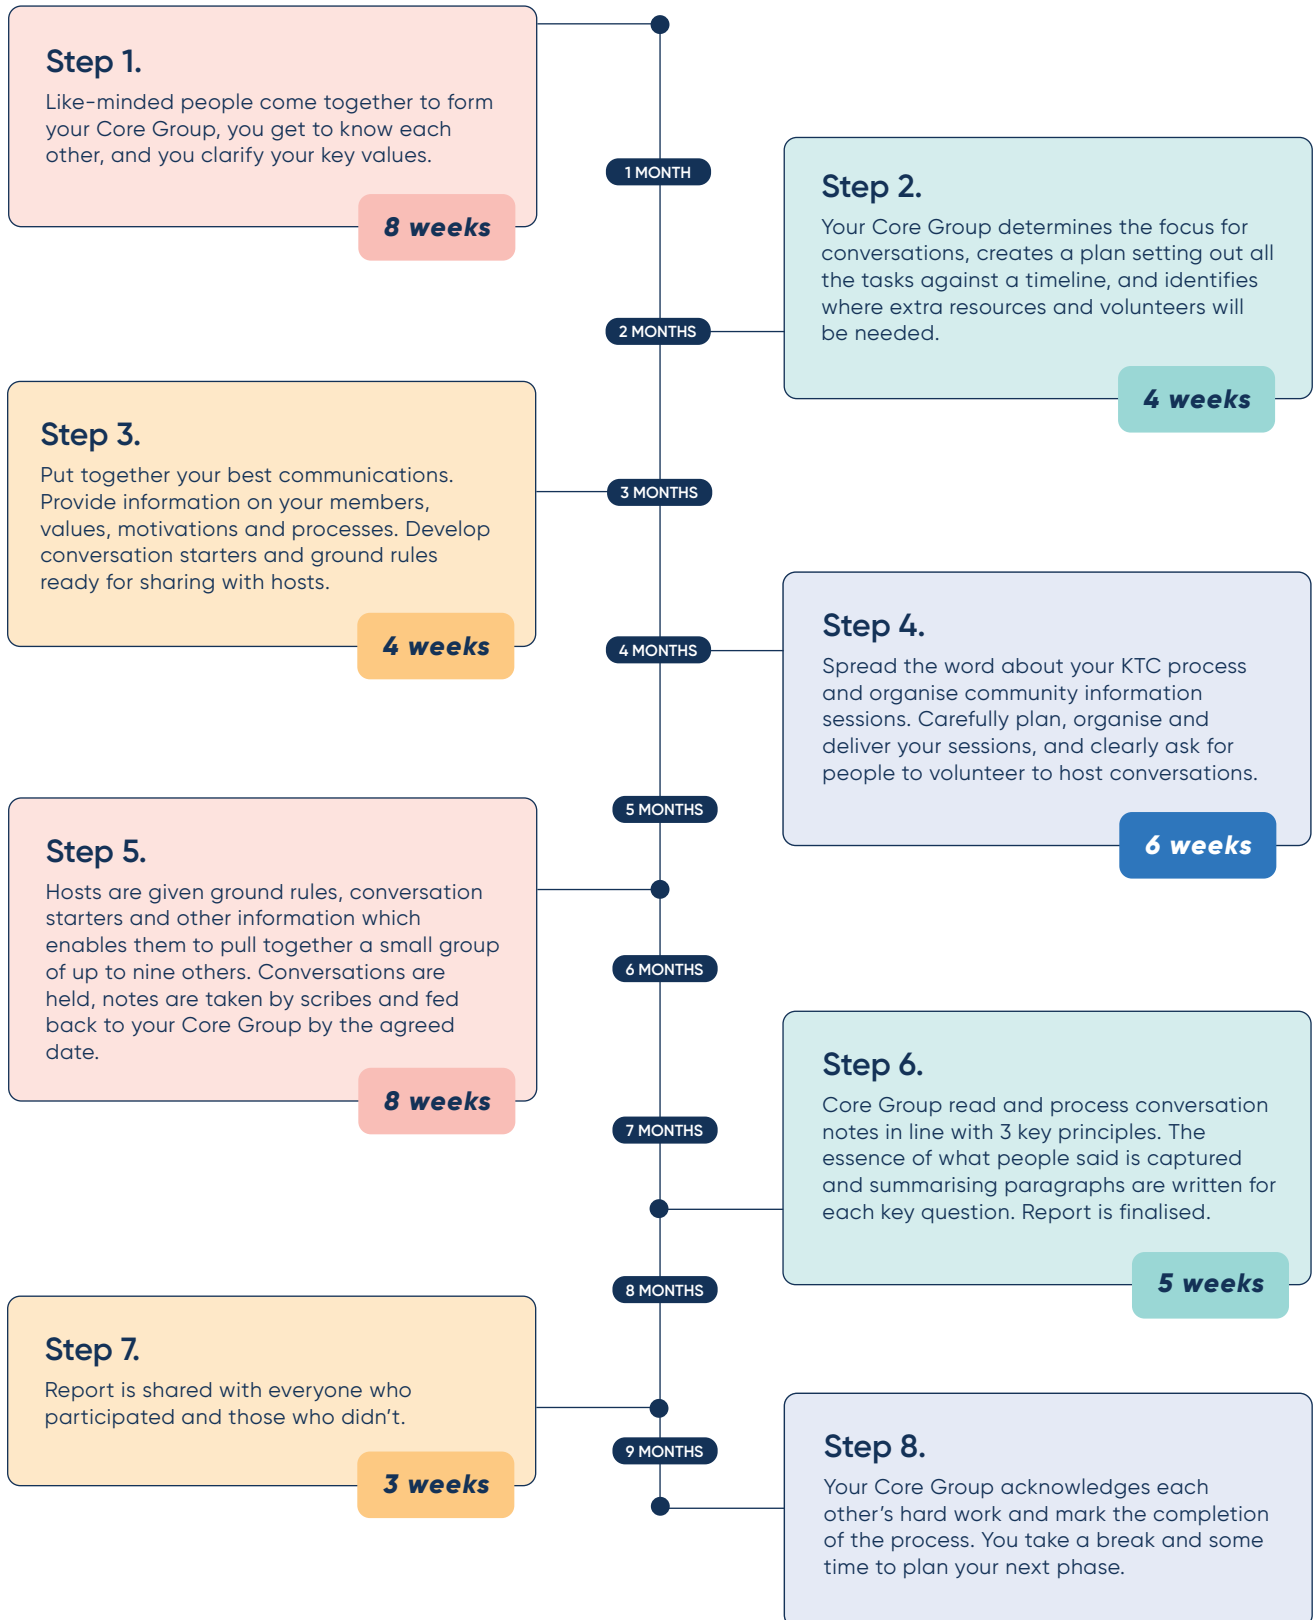 Step 1.
Like-minded people come together to form
your Core Group, you get to know each
other, and you clarify your key values.
8 weeks
1 MONTH
Step 2.
Your Core Group determines the focus for
conversations, creates a plan setting out all
the tasks against a timeline, and identifies
where extra resources and volunteers will
be needed.
4 weeks
2 MONTHS
Step 3.
Put together your best communications.
Provide information on your members,
values, motivations and processes. Develop
conversation starters and ground rules
ready for sharing with hosts.
4 weeks
3 MONTHS
Step 4.
Spread the word about your KTC process
and organise community information
sessions. Carefully plan, organise and
deliver your sessions, and clearly ask for
people to volunteer to host conversations.
6 weeks
4 MONTHS
5 MONTHS
Step 5.
Hosts are given ground rules, conversation
starters and other information which
enables them to pull together a small group
of up to nine others. Conversations are
held, notes are taken by scribes and fed
back to your Core Group by the agreed
date.
8 weeks
6 MONTHS
7 MONTHS
Step 6.
Core Group read and process conversation
notes in line with 3 key principles. The
essence of what people said is captured
and summarising paragraphs are written for
each key question. Report is finalised.
5 weeks
8 MONTHS
Step 7.
Report is shared with everyone who
participated and those who didn't.
3 weeks
9 MONTHS
Step 8.
Your Core Group acknowledges each
other's hard work and mark the completion
of the process. You take a break and some
time to plan your next phase.